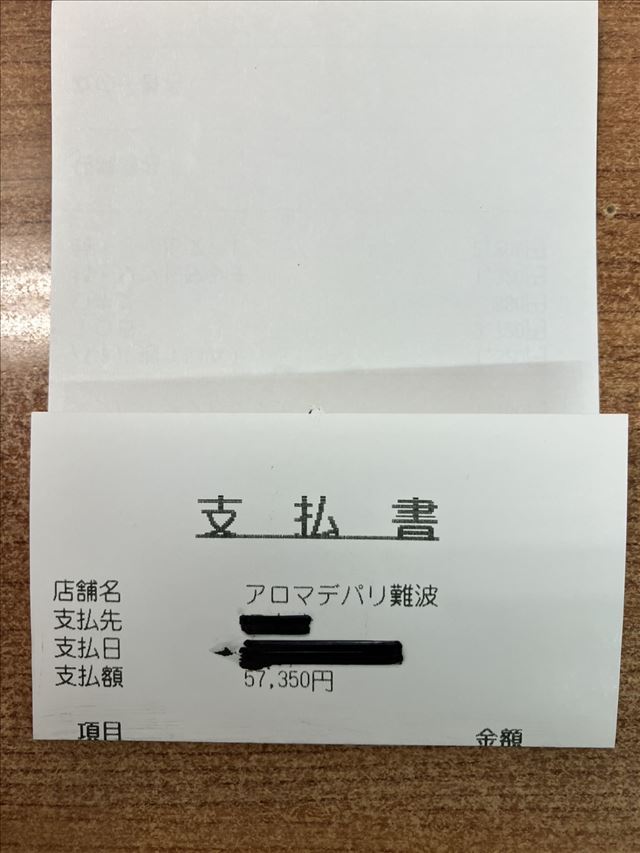 支払書
店舗名 アロマデパリ難波
支払先
支払日
支払額 57,350円
項目 金額